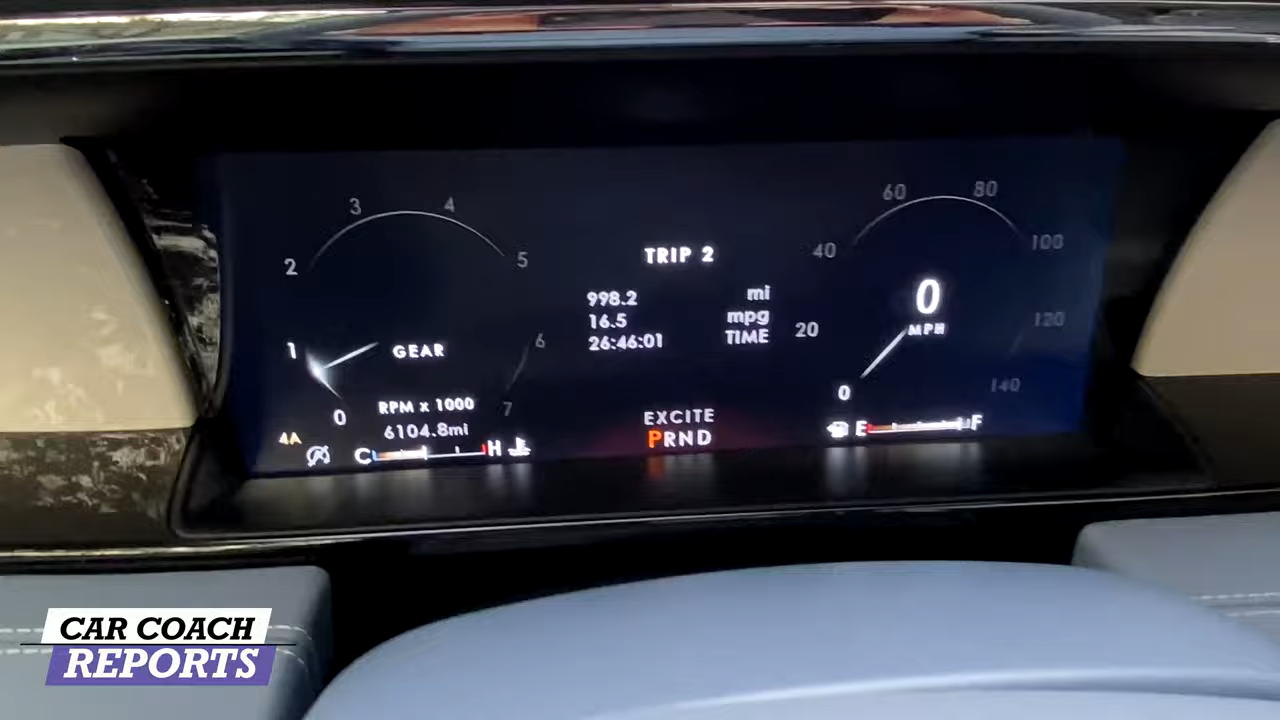 3 4
2 5
1 6
0 7
GEAR
RPM x 1000
6104.8mi
4A
C H
TRIP 2
998.2 mi
16.5 mpg
26:46:01 TIME
EXCITE
PRND
60 80
40 100
20 120
0 140
0
MPH
E F
CAR COACH
REPORTS